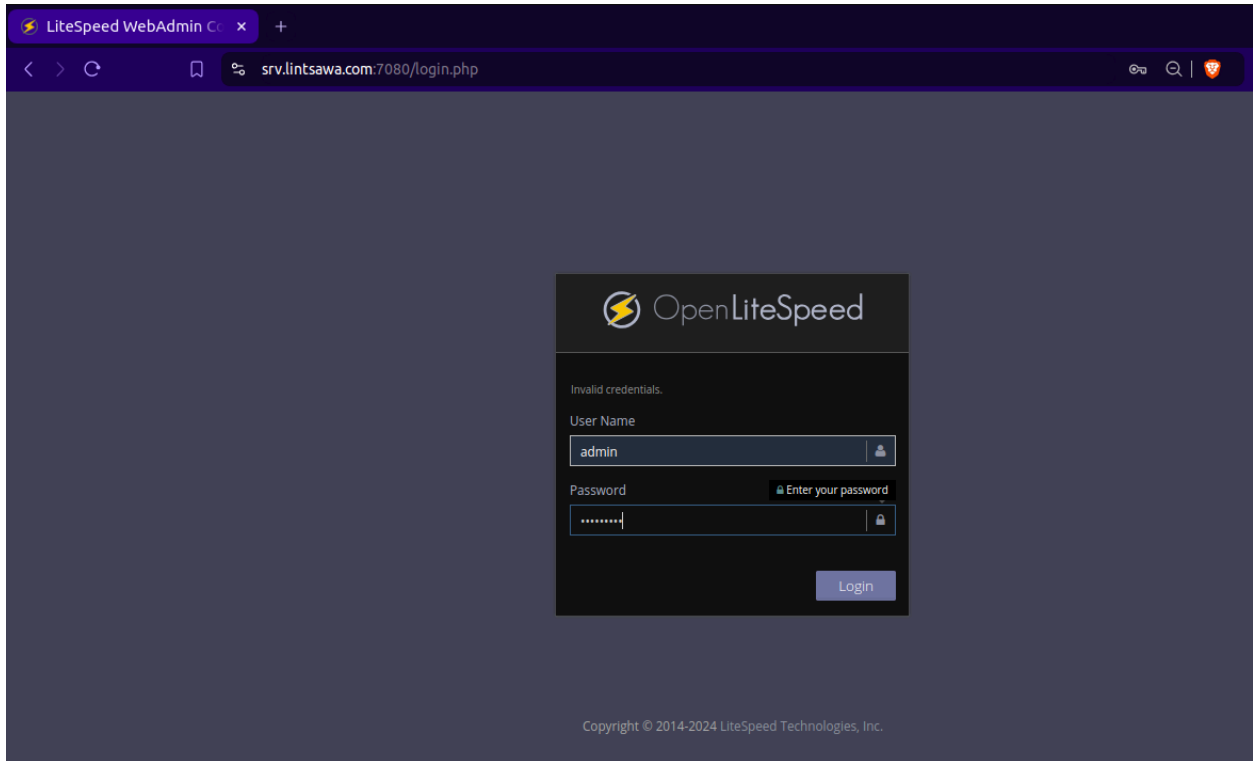 LiteSpeed WebAdmin Co
srv.lintsawa.com:7080/login.php
OpenLiteSpeed
Invalid credentials.
User Name
admin
Password
Enter your password
•••••••••
Login
Copyright © 2014-2024 LiteSpeed Technologies, Inc.